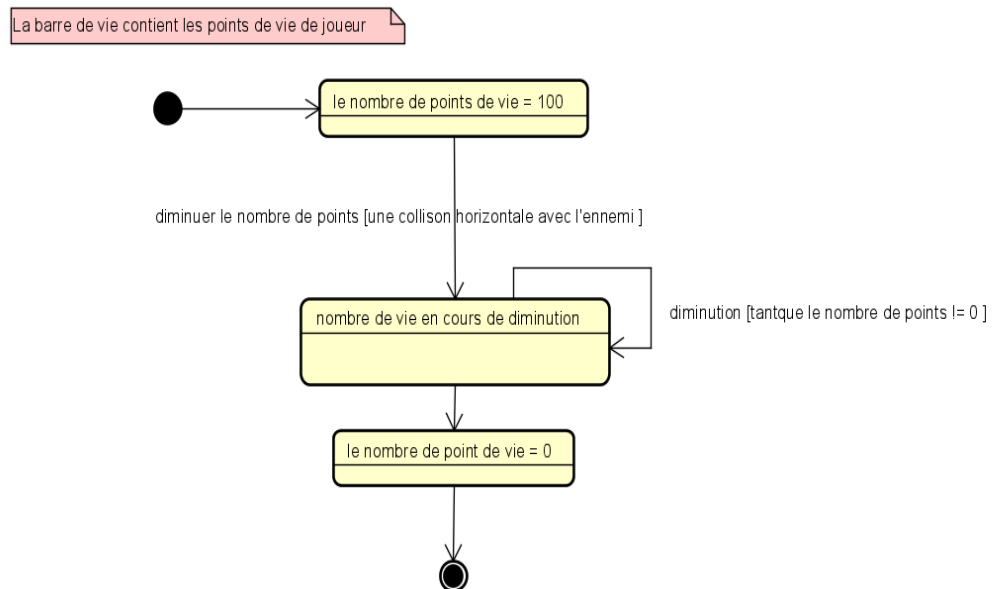 La barre de vie contient les points de vie de joueur
le nombre de points de vie = 100
diminuer le nombre de points [une collison horizontale avec l'ennemi ]
nombre de vie en cours de diminution
diminution [tantque le nombre de points != 0 ]
le nombre de point de vie = 0